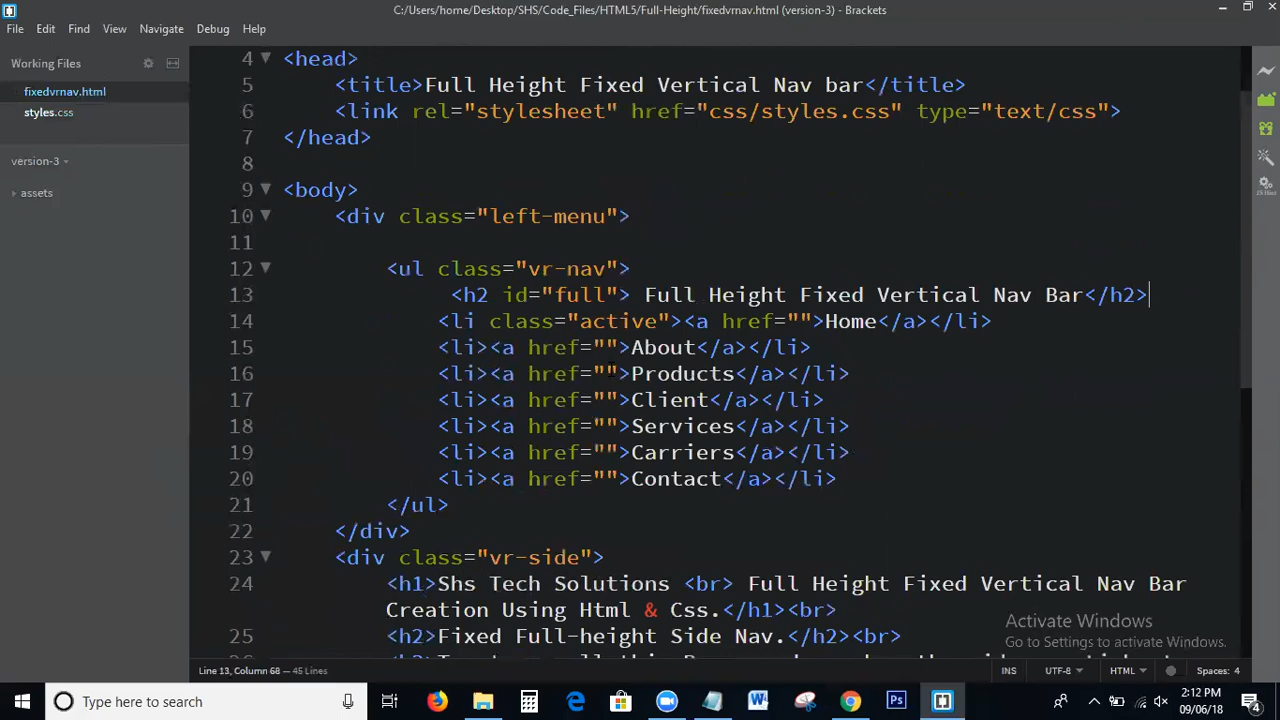 C:/Users/home/Desktop/SHS/Code_Files/HTML5/Full-Height/fixedvrnav.html (version-3) - Brackets
File Edit Find View Navigate Debug Help
Working Files
fixedvrnav.html
styles.css
version-3
assets
4 <head>
5 <title>Full Height Fixed Vertical Nav bar</title>
6 <link rel="stylesheet" href="css/styles.css" type="text/css">
7 </head>
8
9 <body>
10 <div class="left-menu">
11
12 <ul class="vr-nav">
13 <h2 id="full"> Full Height Fixed Vertical Nav Bar</h2>
14 <li class="active"><a href="">Home</a></li>
15 <li><a href="">About</a></li>
16 <li><a href="">Products</a></li>
17 <li><a href="">Client</a></li>
18 <li><a href="">Services</a></li>
19 <li><a href="">Carriers</a></li>
20 <li><a href="">Contact</a></li>
21 </ul>
22 </div>
23 <div class="vr-side">
24 <h1>Shs Tech Solutions <br> Full Height Fixed Vertical Nav Bar
Creation Using Html & Css.</h1><br>
25 <h2>Fixed Full-height Side Nav.</h2><br>
Activate Windows
Go to Settings to activate Windows.
Line 13, Column 68 — 45 Lines
INS UTF-8 HTML Spaces: 4
Type here to search
2:12 PM
09/06/18
4